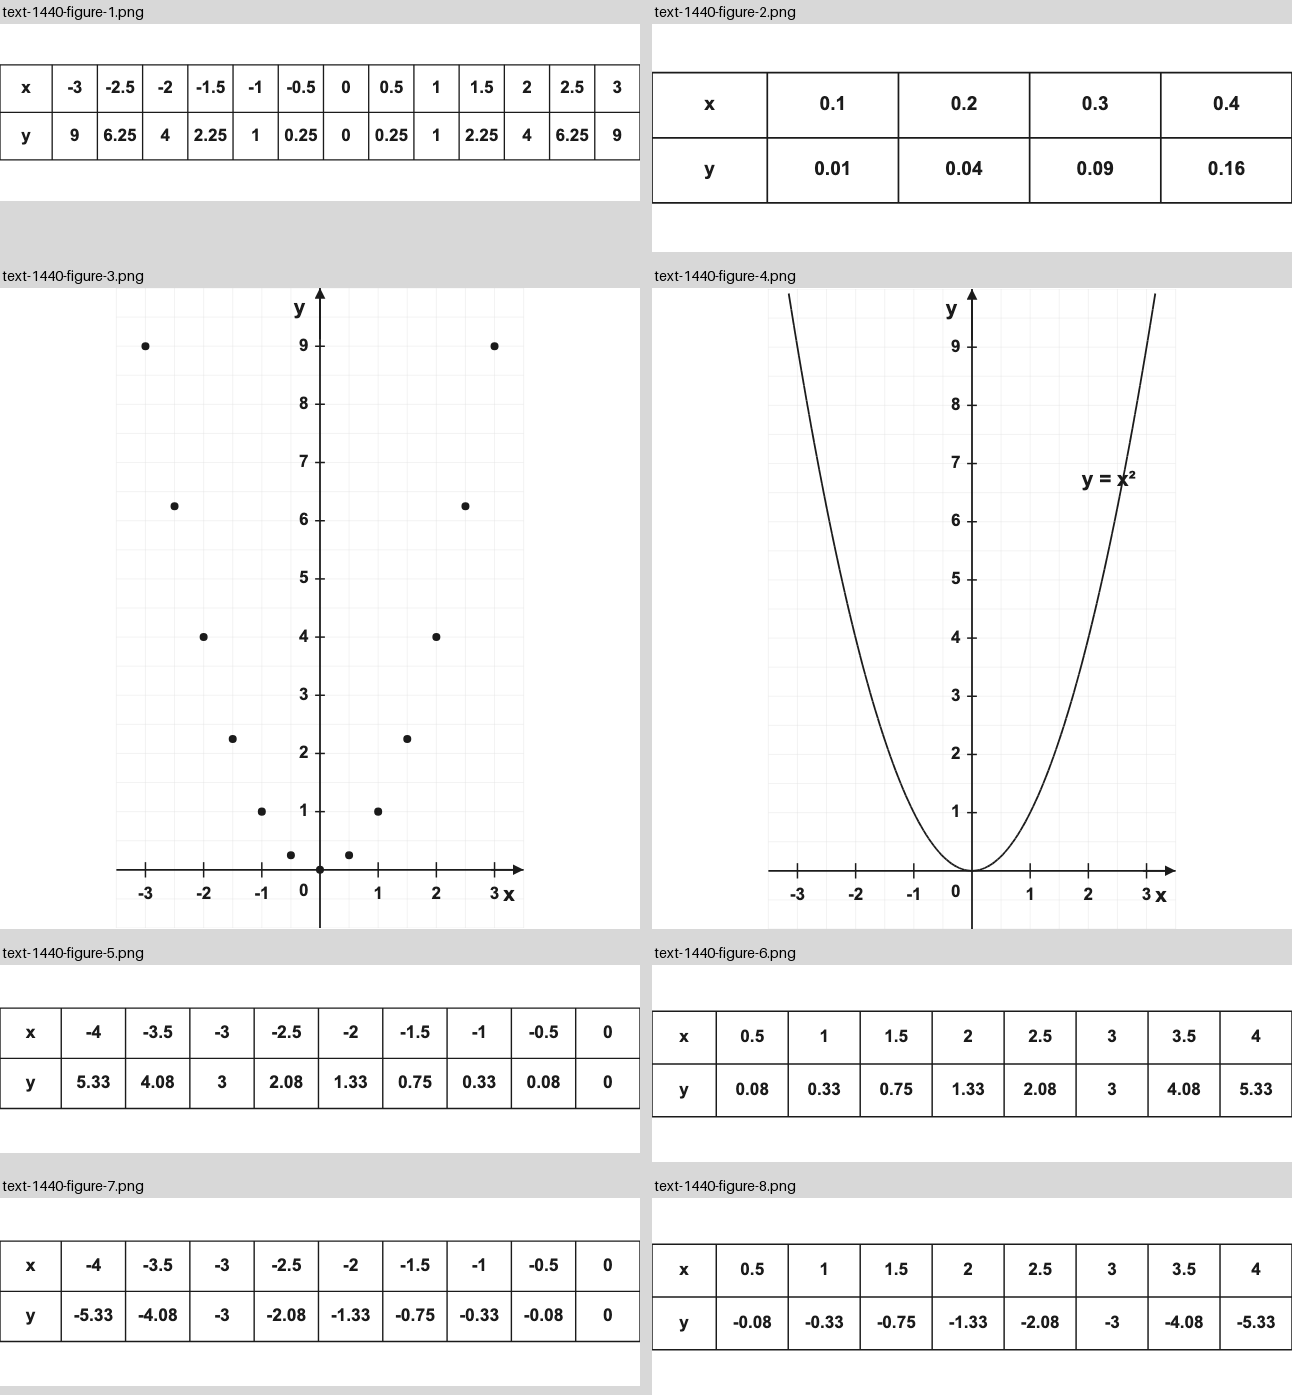 text-1440-figure-1.png
x -3 -2.5 -2 -1.5 -1 -0.5 0 0.5 1 1.5 2 2.5 3
y 9 6.25 4 2.25 1 0.25 0 0.25 1 2.25 4 6.25 9
text-1440-figure-2.png
x 0.1 0.2 0.3 0.4
y 0.01 0.04 0.09 0.16
text-1440-figure-3.png
y
9
8
7
6
5
4
3
2
1
0
-3 -2 -1 1 2 3 x
text-1440-figure-4.png
y
9
8
7
y = x²
6
5
4
3
2
1
0
-3 -2 -1 1 2 3 x
text-1440-figure-5.png
x -4 -3.5 -3 -2.5 -2 -1.5 -1 -0.5 0
y 5.33 4.08 3 2.08 1.33 0.75 0.33 0.08 0
text-1440-figure-6.png
x 0.5 1 1.5 2 2.5 3 3.5 4
y 0.08 0.33 0.75 1.33 2.08 3 4.08 5.33
text-1440-figure-7.png
x -4 -3.5 -3 -2.5 -2 -1.5 -1 -0.5 0
y -5.33 -4.08 -3 -2.08 -1.33 -0.75 -0.33 -0.08 0
text-1440-figure-8.png
x 0.5 1 1.5 2 2.5 3 3.5 4
y -0.08 -0.33 -0.75 -1.33 -2.08 -3 -4.08 -5.33